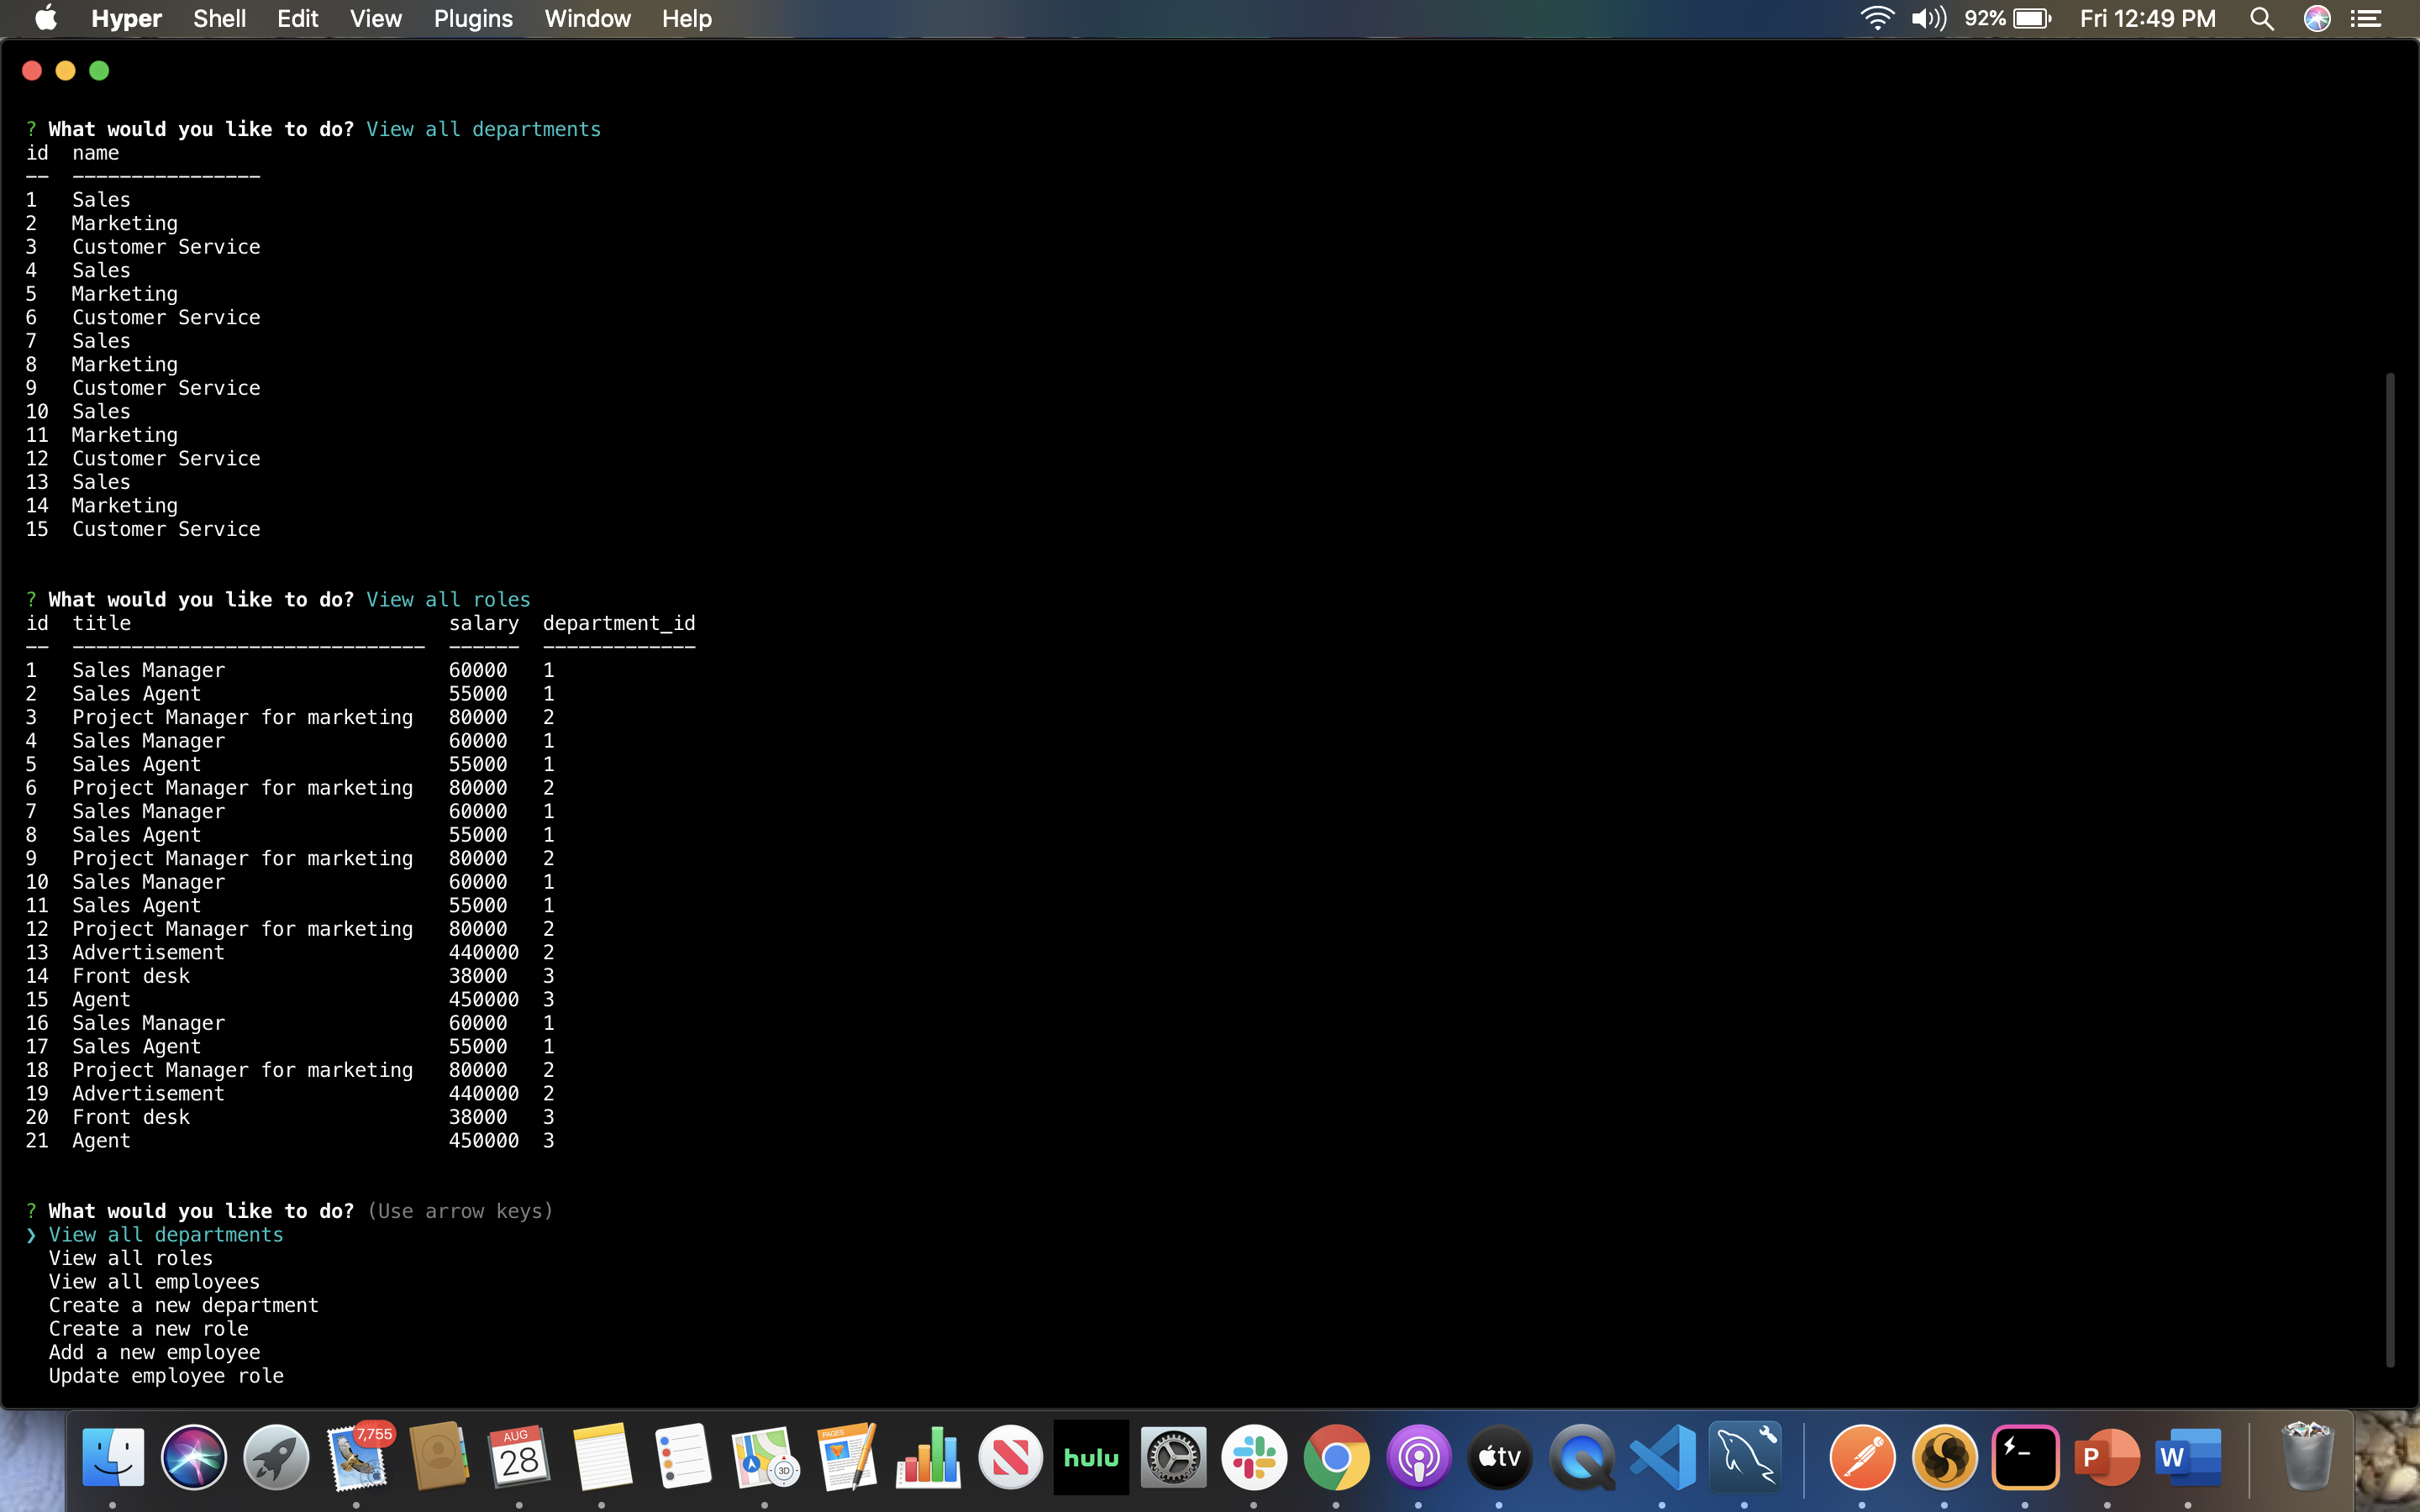 Hyper Shell Edit View Plugins Window Help 92% Fri 12:49 PM
? What would you like to do? View all departments
id name
-- ----------------
1 Sales
2 Marketing
3 Customer Service
4 Sales
5 Marketing
6 Customer Service
7 Sales
8 Marketing
9 Customer Service
10 Sales
11 Marketing
12 Customer Service
13 Sales
14 Marketing
15 Customer Service
? What would you like to do? View all roles
id title salary department_id
-- ------------------------------ ------ -------------
1 Sales Manager 60000 1
2 Sales Agent 55000 1
3 Project Manager for marketing 80000 2
4 Sales Manager 60000 1
5 Sales Agent 55000 1
6 Project Manager for marketing 80000 2
7 Sales Manager 60000 1
8 Sales Agent 55000 1
9 Project Manager for marketing 80000 2
10 Sales Manager 60000 1
11 Sales Agent 55000 1
12 Project Manager for marketing 80000 2
13 Advertisement 440000 2
14 Front desk 38000 3
15 Agent 450000 3
16 Sales Manager 60000 1
17 Sales Agent 55000 1
18 Project Manager for marketing 80000 2
19 Advertisement 440000 2
20 Front desk 38000 3
21 Agent 450000 3
? What would you like to do? (Use arrow keys)
❯ View all departments
View all roles
View all employees
Create a new department
Create a new role
Add a new employee
Update employee role
7,755 AUG 28 3D PAGES hulu tv P W